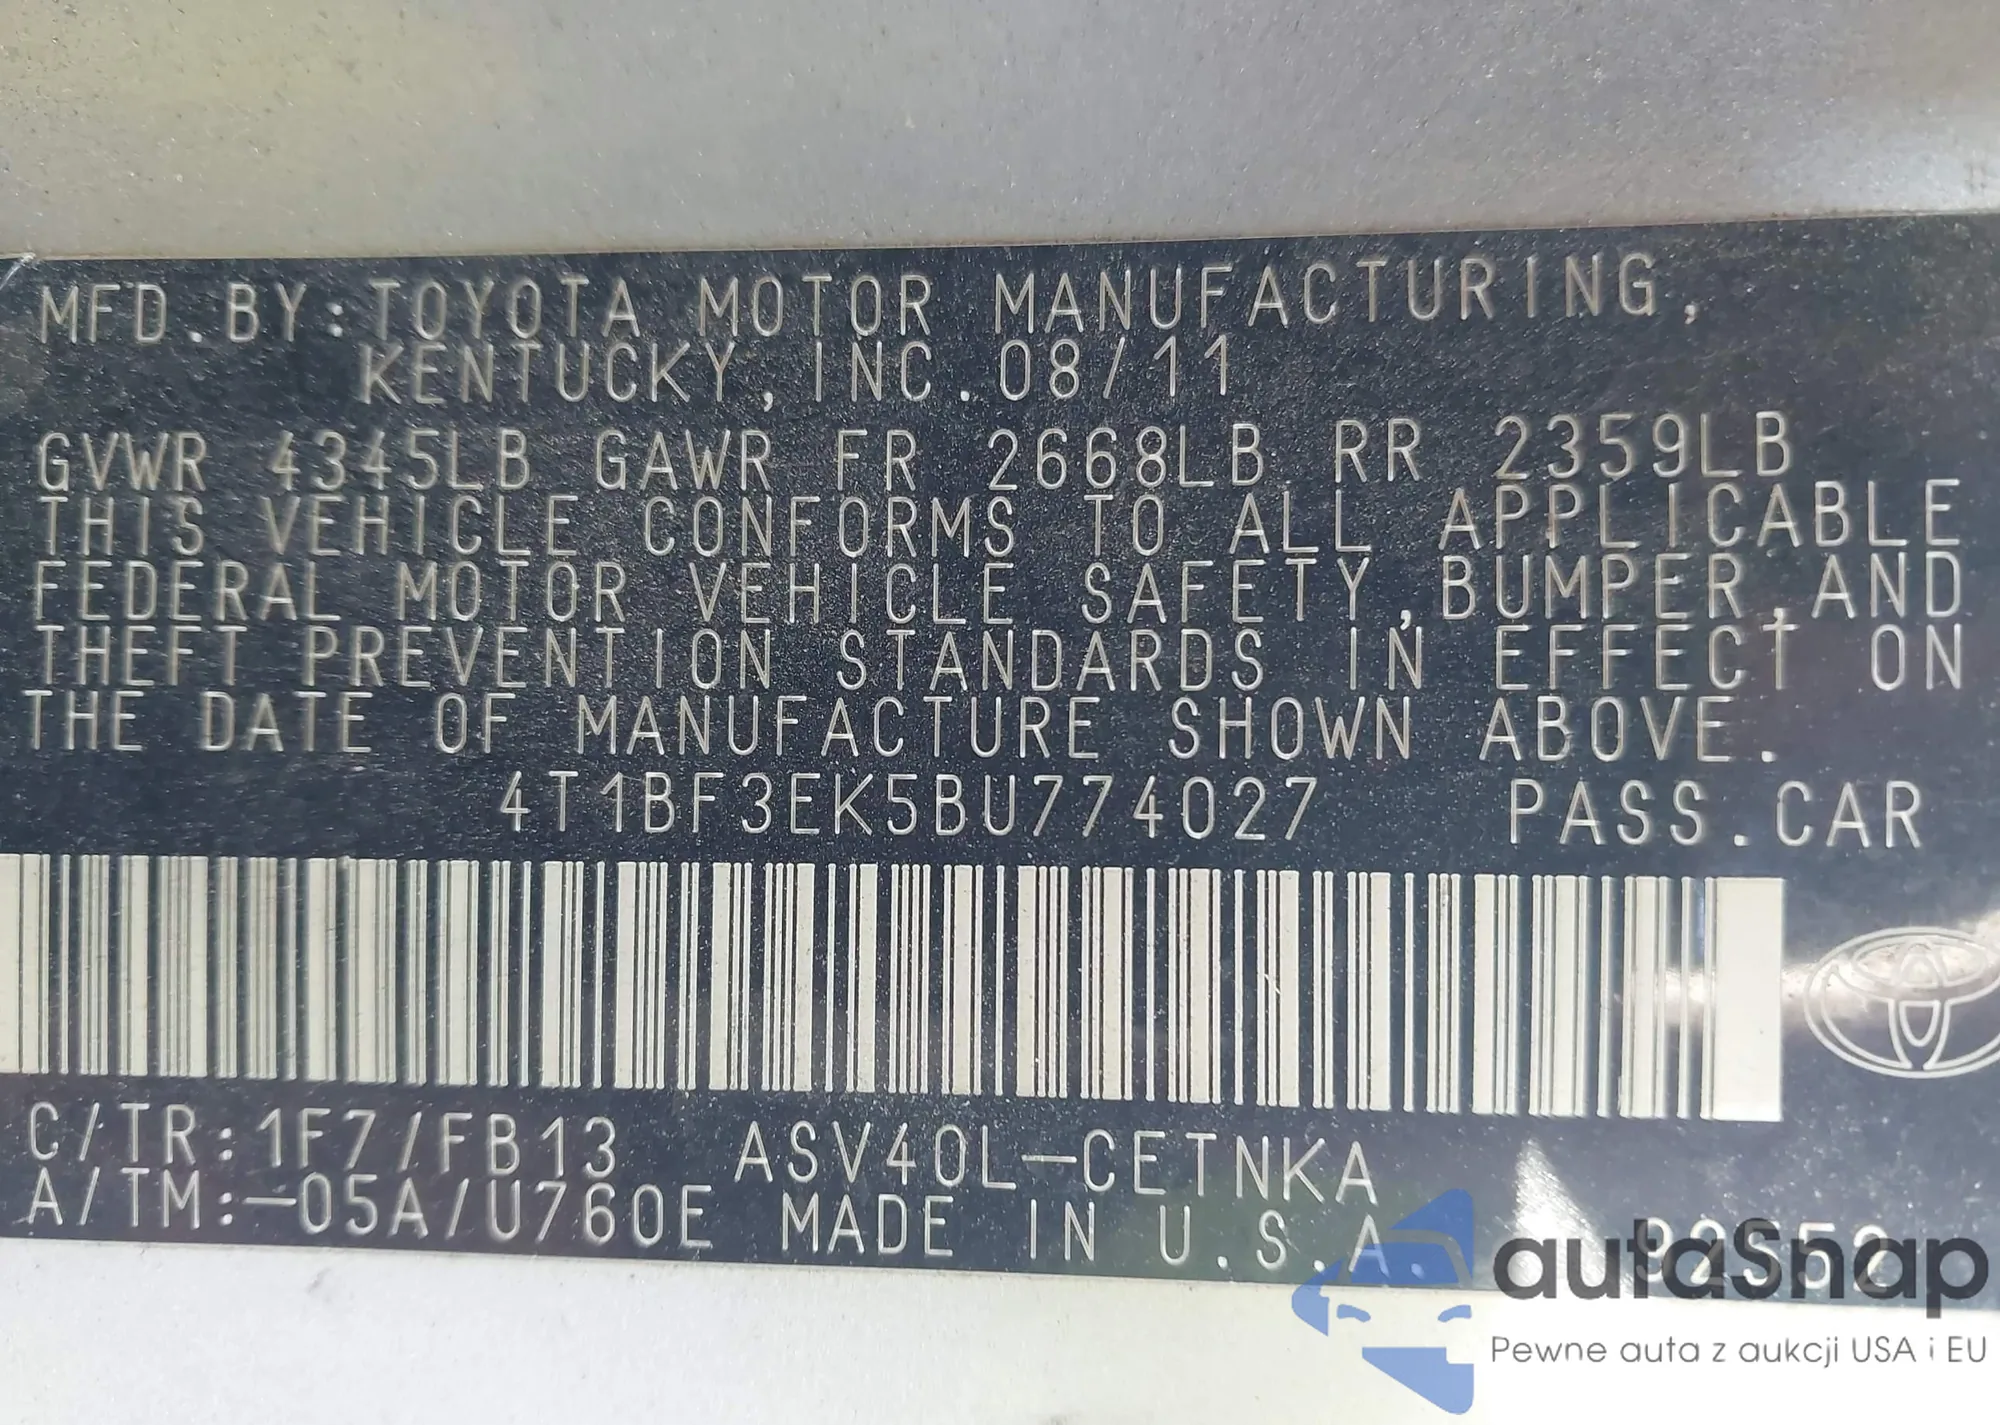 MFD.BY:TOYOTA MOTOR MANUFACTURING,
KENTUCKY,INC.08/11
GVWR 4345LB GAWR FR 2668LB RR 2359LB
THIS VEHICLE CONFORMS TO ALL APPLICABLE
FEDERAL MOTOR VEHICLE SAFETY,BUMPER,AND
THEFT PREVENTION STANDARDS IN EFFECT ON
THE DATE OF MANUFACTURE SHOWN ABOVE.
4T1BF3EK5BU774027 PASS.CAR
C/TR:1F7/FB13 ASV40L-CETNKA
A/TM:-05A/U760E MADE IN U.S.A
autaSnap
Pewne auta z aukcji USA i EU